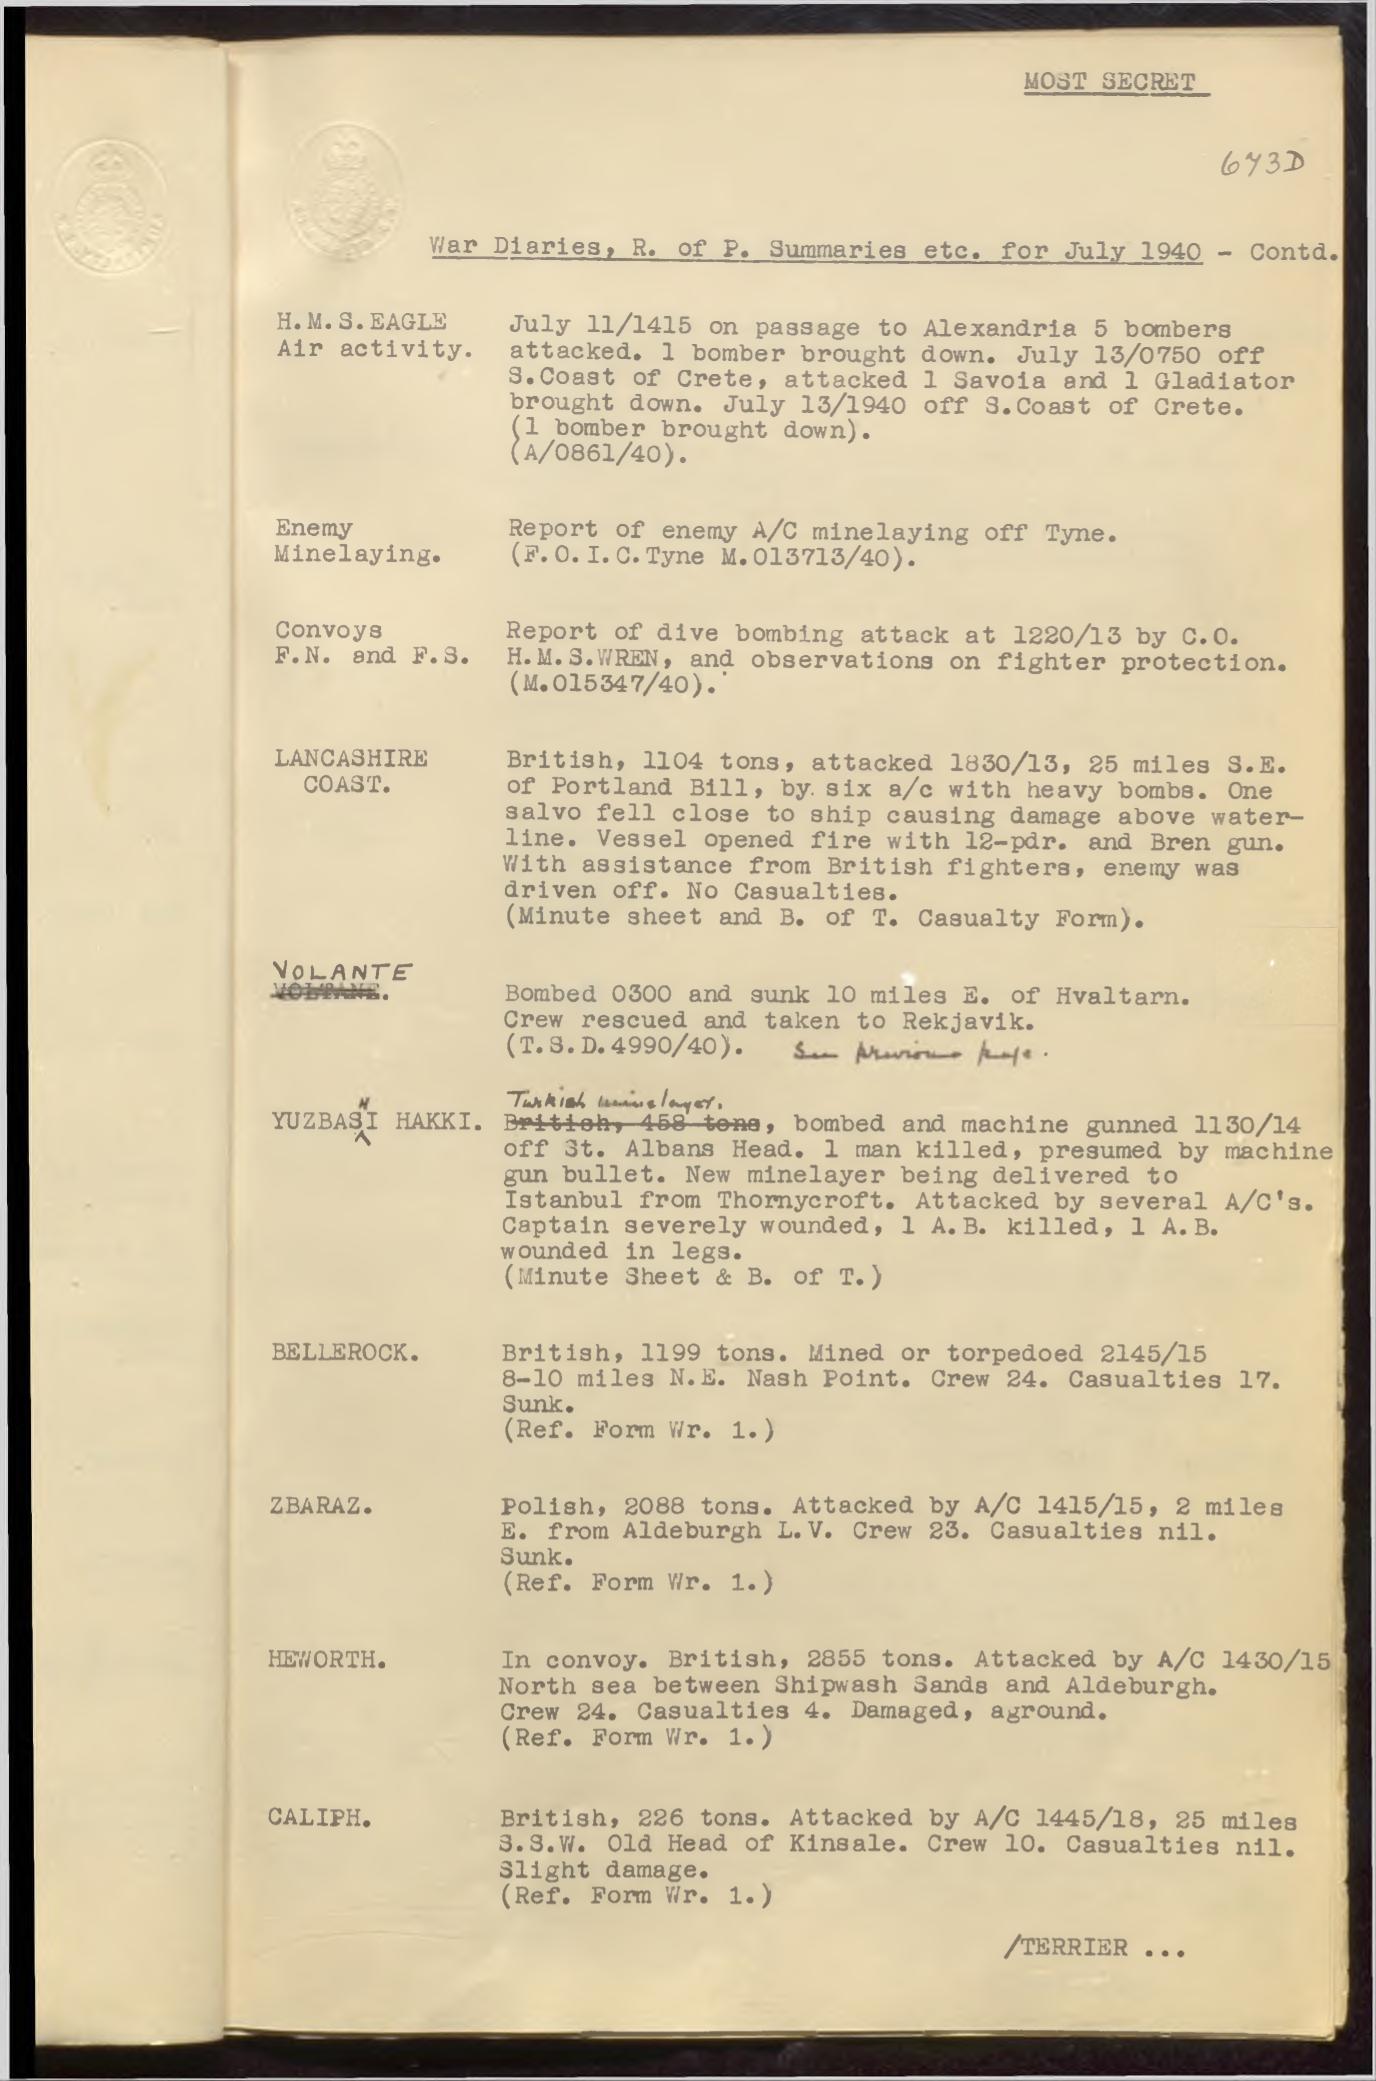 MOST SECRET
673D
War Diaries, R. of P. Summaries etc. for July 1940 - Contd.
H.M.S.EAGLE
Air activity.
July 11/1415 on passage to Alexandria 5 bombers
attacked. 1 bomber brought down. July 13/0750 off
S.Coast of Crete, attacked 1 Savoia and 1 Gladiator
brought down. July 13/1940 off S.Coast of Crete.
(1 bomber brought down).
(A/0861/40).
Enemy
Minelaying.
Report of enemy A/C minelaying off Tyne.
(F.O.I.C.Tyne M.013713/40).
Convoys
F.N. and F.S.
Report of dive bombing attack at 1220/13 by C.O.
H.M.S.WREN, and observations on fighter protection.
(M.015347/40).
LANCASHIRE
COAST.
British, 1104 tons, attacked 1830/13, 25 miles S.E.
of Portland Bill, by six a/c with heavy bombs. One
salvo fell close to ship causing damage above water-
line. Vessel opened fire with 12-pdr. and Bren gun.
With assistance from British fighters, enemy was
driven off. No Casualties.
(Minute sheet and B. of T. Casualty Form).
VOLANTE
VOLTANE.
Bombed 0300 and sunk 10 miles E. of Hvaltarn.
Crew rescued and taken to Rekjavik.
(T.S.D.4990/40). See previous page.
Turkish minelayer.
YUZBASHI HAKKI.
British, 458 tons, bombed and machine gunned 1130/14
off St. Albans Head. 1 man killed, presumed by machine
gun bullet. New minelayer being delivered to
Istanbul from Thornycroft. Attacked by several A/C's.
Captain severely wounded, 1 A.B. killed, 1 A.B.
wounded in legs.
(Minute Sheet & B. of T.)
BELLEROCK.
British, 1199 tons. Mined or torpedoed 2145/15
8-10 miles N.E. Nash Point. Crew 24. Casualties 17.
Sunk.
(Ref. Form Wr. 1.)
ZBARAZ.
Polish, 2088 tons. Attacked by A/C 1415/15, 2 miles
E. from Aldeburgh L.V. Crew 23. Casualties nil.
Sunk.
(Ref. Form Wr. 1.)
HEWORTH.
In convoy. British, 2855 tons. Attacked by A/C 1430/15
North sea between Shipwash Sands and Aldeburgh.
Crew 24. Casualties 4. Damaged, aground.
(Ref. Form Wr. 1.)
CALIPH.
British, 226 tons. Attacked by A/C 1445/18, 25 miles
S.S.W. Old Head of Kinsale. Crew 10. Casualties nil.
Slight damage.
(Ref. Form Wr. 1.)
/TERRIER ...